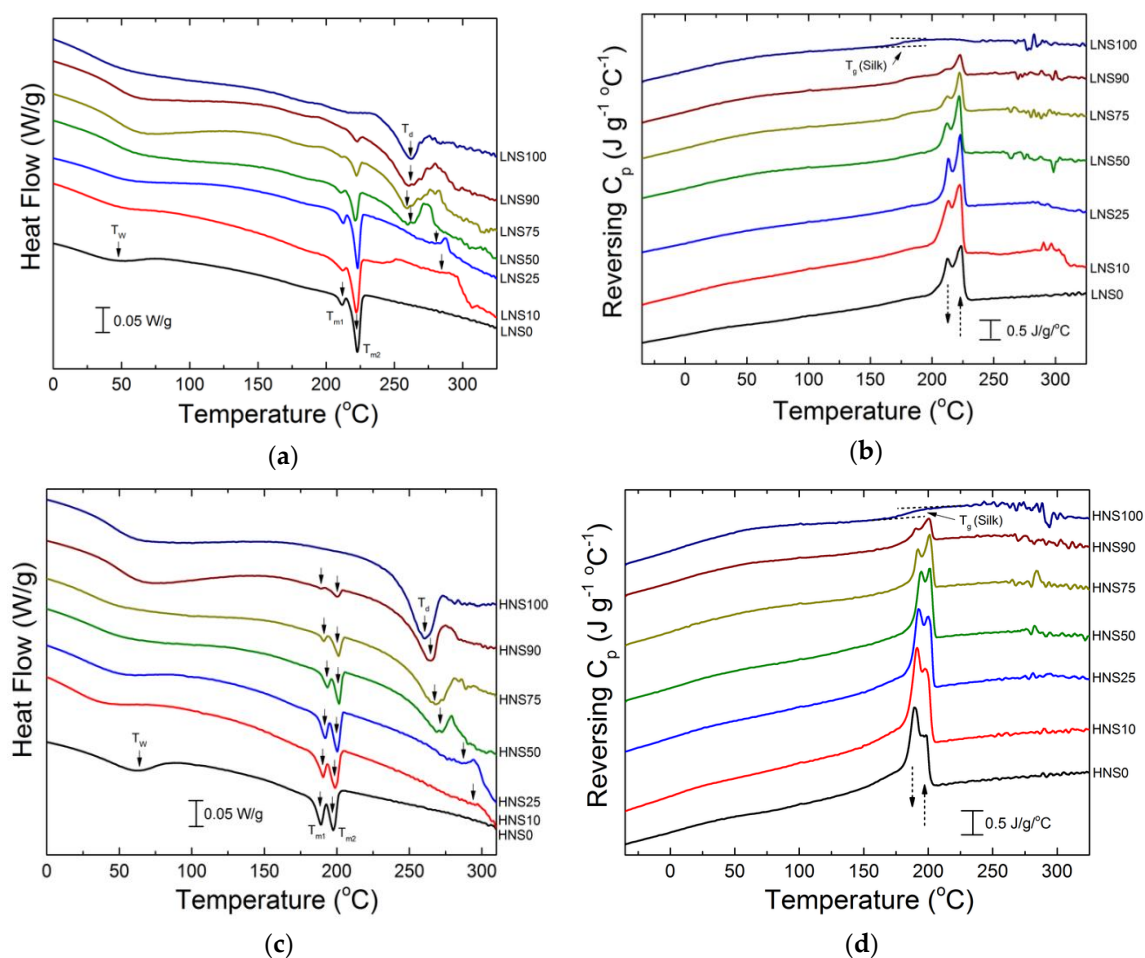 Heat Flow (W/g)
T_d
LNS100
LNS90
LNS75
LNS50
LNS25
LNS10
LNS0
T_W
T_m1
T_m2
0.05 W/g
0 50 100 150 200 250 300
Temperature (°C)
(a)
Reversing C_p (J g⁻¹ °C⁻¹)
T_g (Silk)
LNS100
LNS90
LNS75
LNS50
LNS25
LNS10
LNS0
0.5 J/g/°C
0 50 100 150 200 250 300
Temperature (°C)
(b)
Heat Flow (W/g)
T_d
HNS100
HNS90
HNS75
HNS50
HNS25
HNS10
HNS0
T_W
T_m1
T_m2
0.05 W/g
0 50 100 150 200 250 300
Temperature (°C)
(c)
Reversing C_p (J g⁻¹ °C⁻¹)
T_g (Silk)
HNS100
HNS90
HNS75
HNS50
HNS25
HNS10
HNS0
0.5 J/g/°C
0 50 100 150 200 250 300
Temperature (°C)
(d)